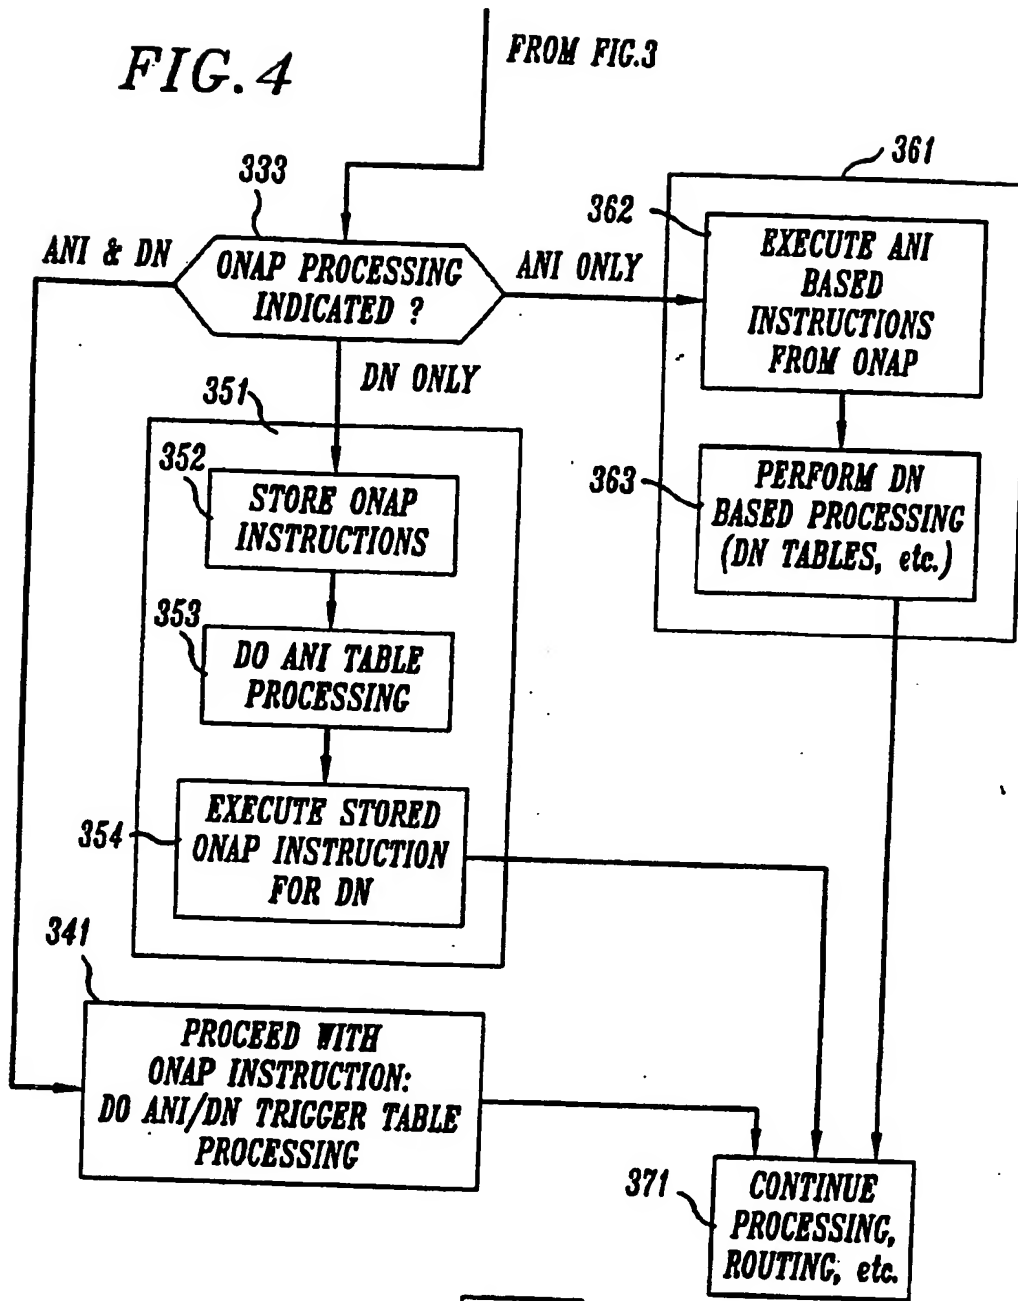 FIG. 4
FROM FIG.3
333
361
362
ANI & DN
ONAP PROCESSING
INDICATED ?
ANI ONLY
EXECUTE ANI
BASED
INSTRUCTIONS
FROM ONAP
DN ONLY
351
352
STORE ONAP
INSTRUCTIONS
363
PERFORM DN
BASED PROCESSING
(DN TABLES, etc.)
353
DO ANI TABLE
PROCESSING
354
EXECUTE STORED
ONAP INSTRUCTION
FOR DN
341
PROCEED WITH
ONAP INSTRUCTION:
DO ANI/DN TRIGGER TABLE
PROCESSING
371
CONTINUE
PROCESSING,
ROUTING, etc.